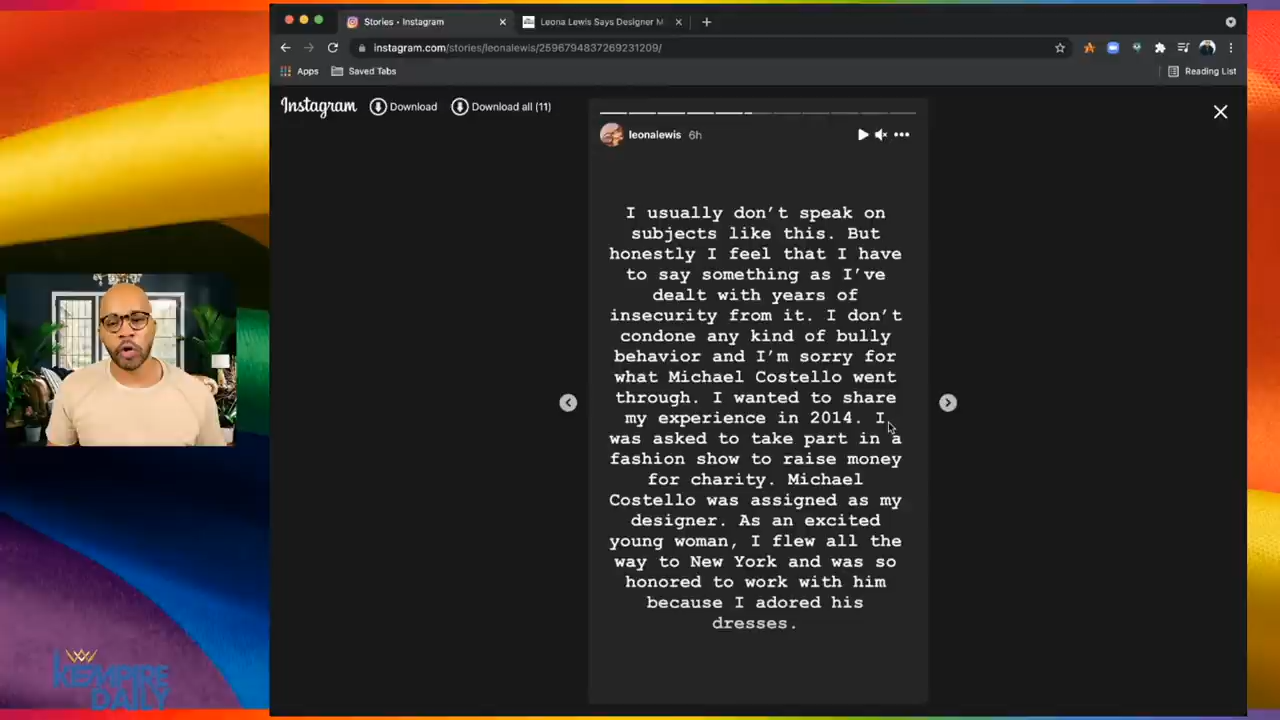 Stories • Instagram
Leona Lewis Says Designer M
instagram.com/stories/leonalewis/2596794837269231209/
Apps
Saved Tabs
Reading List
Instagram
Download
Download all (11)
leonalewis 6h
I usually don't speak on
subjects like this. But
honestly I feel that I have
to say something as I've
dealt with years of
insecurity from it. I don't
condone any kind of bully
behavior and I'm sorry for
what Michael Costello went
through. I wanted to share
my experience in 2014. I
was asked to take part in a
fashion show to raise money
for charity. Michael
Costello was assigned as my
designer. As an excited
young woman, I flew all the
way to New York and was so
honored to work with him
because I adored his
dresses.
KEMPIRE
DAILY